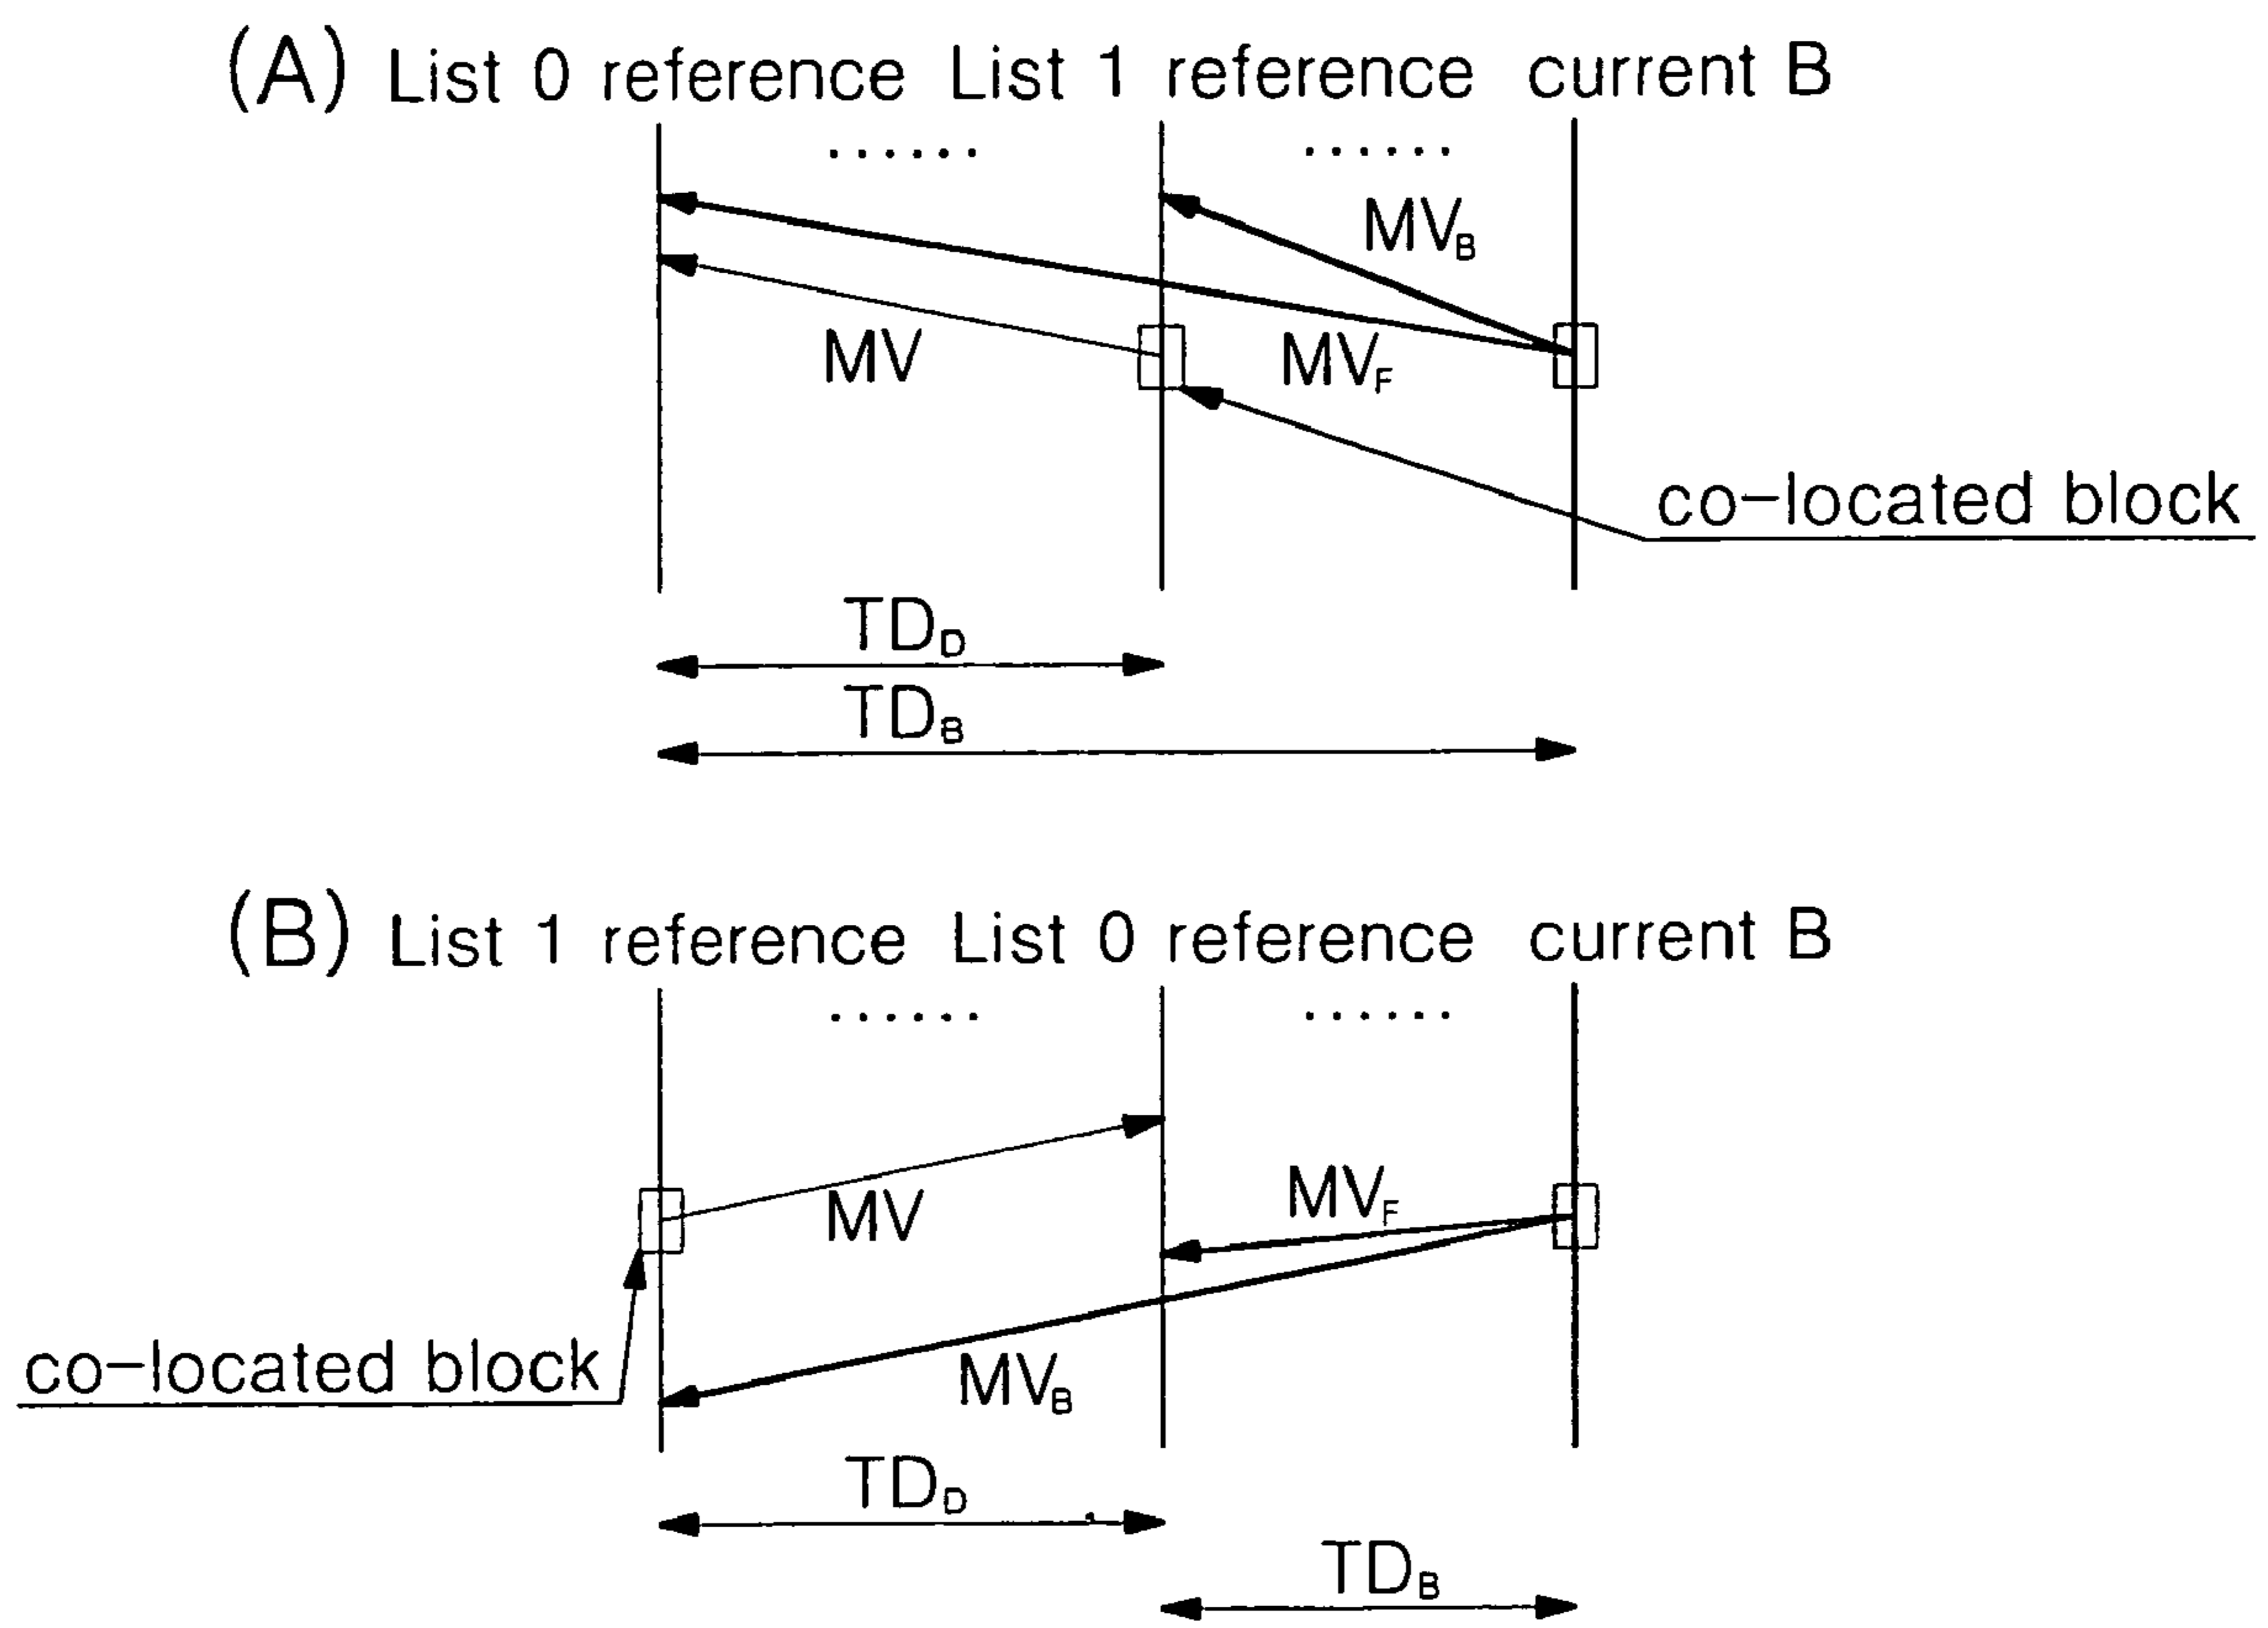 (A) List 0 reference List 1 reference current B
......  ......
MV_B
MV MV_F
co-located block
TD_D
TD_B
(B) List 1 reference List 0 reference current B
......  ......
MV_F
MV
co-located block
MV_B
TD_D
TD_B